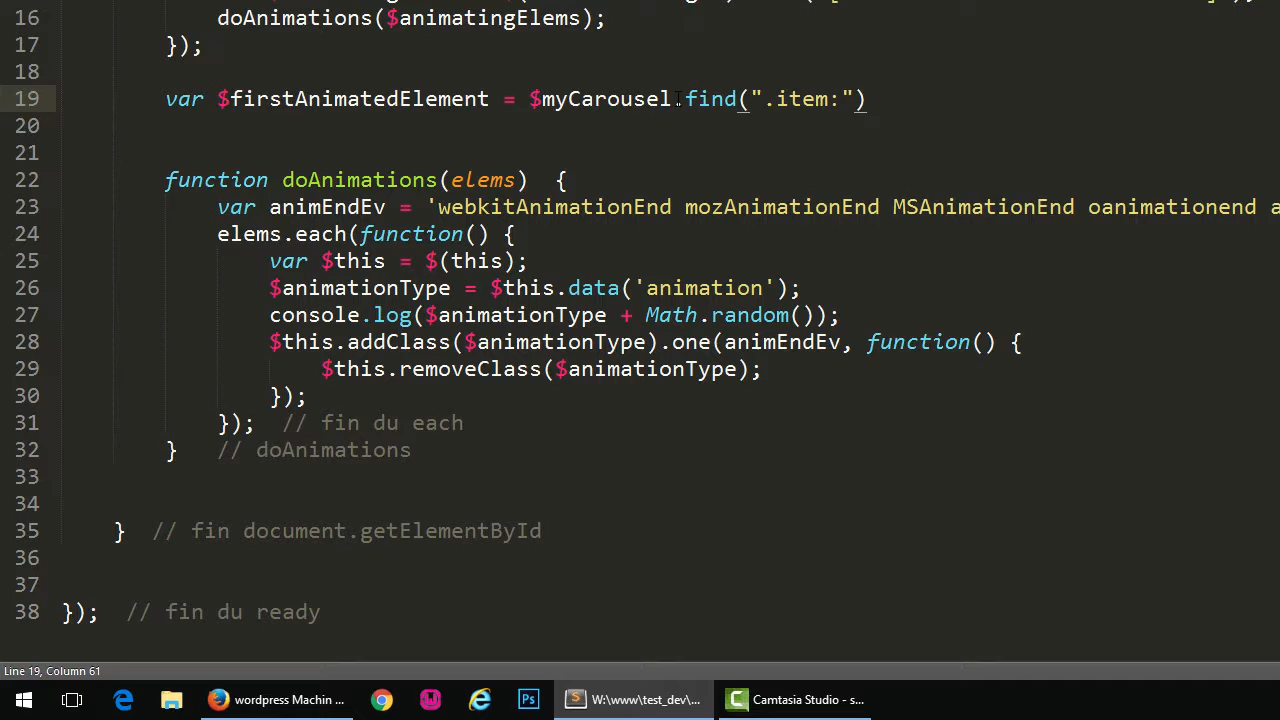 16 doAnimations($animatingElems);
17 });
18
19 var $firstAnimatedElement = $myCarousel.find(".item:")
20
21
22 function doAnimations(elems)  {
23 var animEndEv = 'webkitAnimationEnd mozAnimationEnd MSAnimationEnd oanimationend a
24 elems.each(function() {
25 var $this = $(this);
26 $animationType = $this.data('animation');
27 console.log($animationType + Math.random());
28 $this.addClass($animationType).one(animEndEv, function() {
29 $this.removeClass($animationType);
30 });
31 });  // fin du each
32 }   // doAnimations
33
34
35 }  // fin document.getElementById
36
37
38 });  // fin du ready
Line 19, Column 61
wordpress Machin ... W:\www\test_dev\... Camtasia Studio - s...